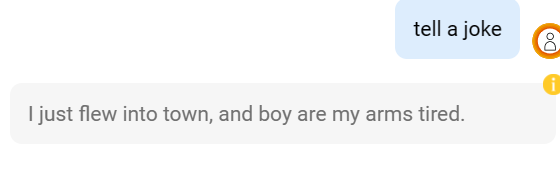 tell a joke
I just flew into town, and boy are my arms tired.